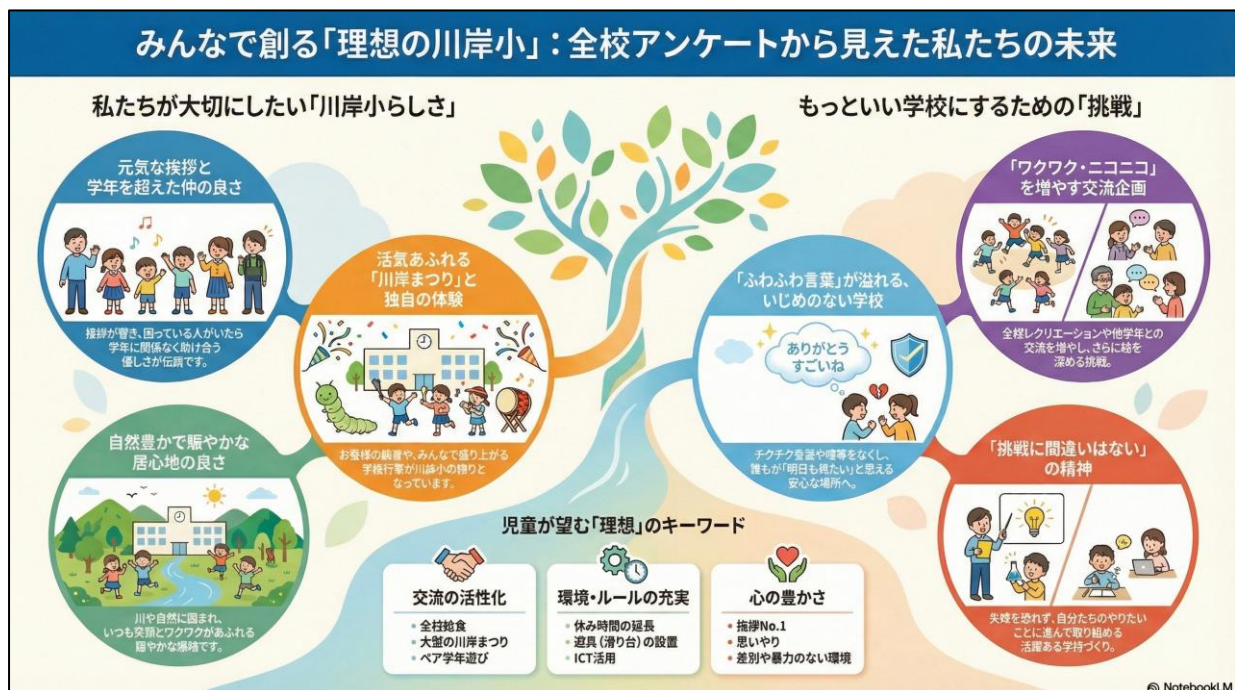 みんなで創る「理想の川岸小」：全校アンケートから見えた私たちの未来
私たちが大切にしたい「川岸小らしさ」
元気な挨拶と
学年を超えた仲の良さ
が響き、困っている人がいたら
学年に関係なく助け合う
優しさが伝統です。
活気あふれる
「川岸まつり」と
独自の体験
お蚕様の や、みんなで盛り上がる
学校行事が川岸小の りと
なっています。
自然豊かで賑やかな
居心地の良さ
川や自然に囲まれ、
いつも とワクワクがあふれる
やかな です。
もっといい学校にするための「挑戦」
「ワクワク・ニコニコ」
を増やす交流企画
全校レクリエーションや他学年との
交流を増やし、さらに を
深める挑戦。
「ふわふわ言葉」が溢れる、
いじめのない学校
ありがとう
すごいね
チクチク や をなくし、
誰もが「明日も たい」と思える
安心な場所へ。
「挑戦に間違いはない」
の精神
を恐れず、自分たちのやりたい
ことに進んで取り組める
活躍ある づくり。
児童が望む「理想」のキーワード
交流の活性化
• 全校給食
• 大 の川岸まつり
• ペア学年遊び
環境・ルールの充実
• 休み時間の延長
• 遊具（滑り台）の設置
• ICT活用
心の豊かさ
• 挨拶No.1
• 思いやり
• 差別や暴力のない環境
NotebookLM